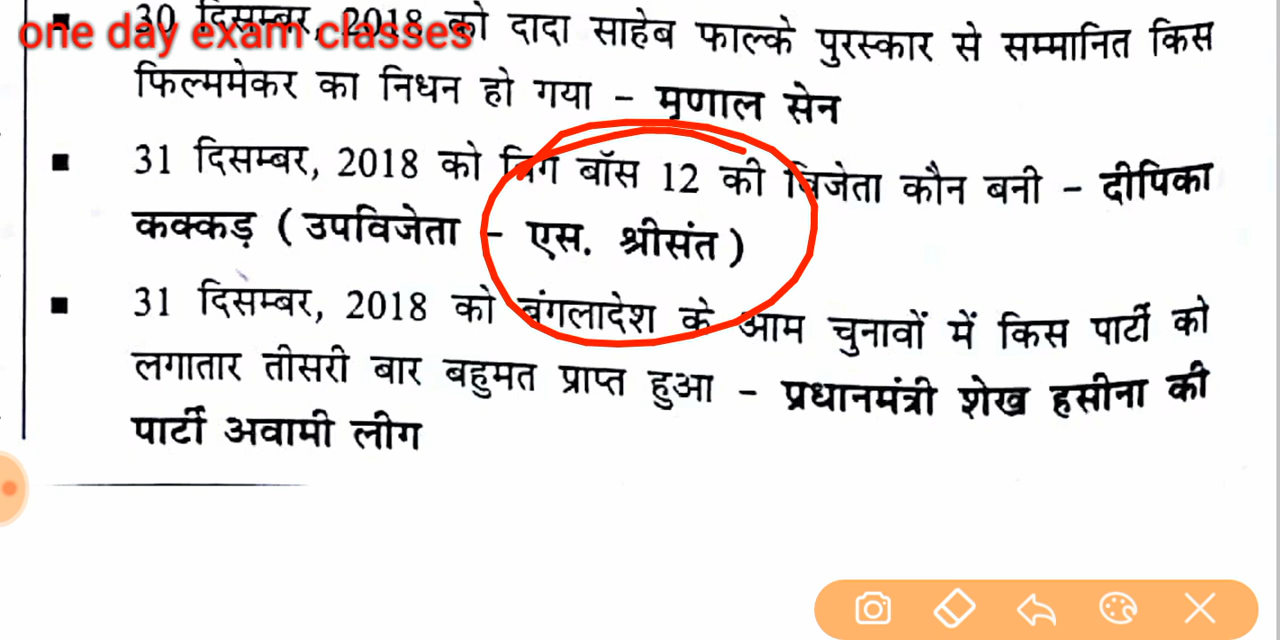 one day exam classes
■ 30 दिसम्बर, 2018 को दादा साहेब फाल्के पुरस्कार से सम्मानित किस
फिल्ममेकर का निधन हो गया – मृणाल सेन
■ 31 दिसम्बर, 2018 को बिग बॉस 12 की विजेता कौन बनी – दीपिका
कक्कड़ ( उपविजेता – एस. श्रीसंत )
■ 31 दिसम्बर, 2018 को बंगलादेश के आम चुनावों में किस पार्टी को
लगातार तीसरी बार बहुमत प्राप्त हुआ – प्रधानमंत्री शेख हसीना की
पार्टी अवामी लीग